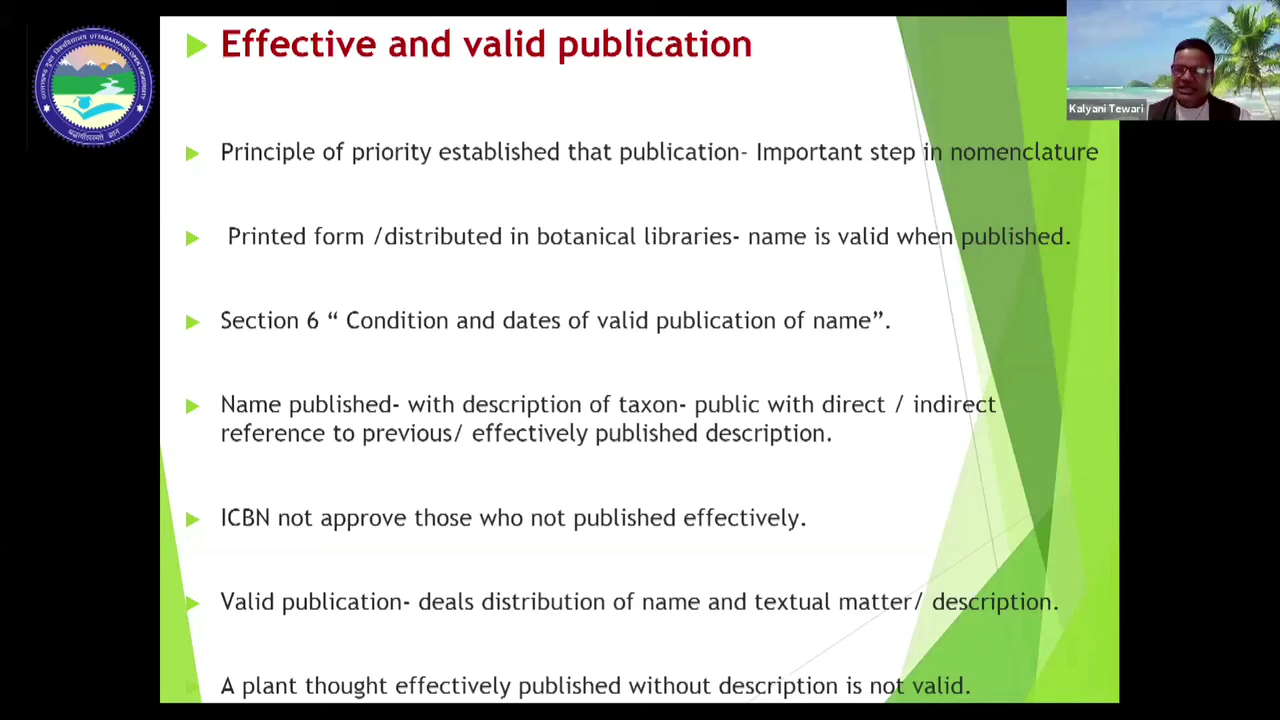 Effective and valid publication
Principle of priority established that publication- Important step in nomenclature
Printed form /distributed in botanical libraries- name is valid when published.
Section 6 “ Condition and dates of valid publication of name”.
Name published- with description of taxon- public with direct / indirect
reference to previous/ effectively published description.
ICBN not approve those who not published effectively.
Valid publication- deals distribution of name and textual matter/ description.
A plant thought effectively published without description is not valid.
Kalyani Tewari
UTTARAKHAND OPEN UNIVERSITY